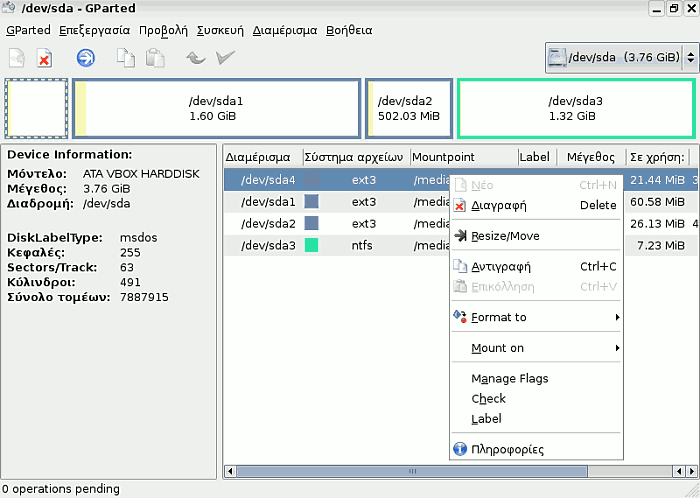 /dev/sda - GParted
GParted Επεξεργασία Προβολή Συσκευή Διαμέρισμα Βοήθεια
/dev/sda (3.76 GiB)
/dev/sda1
1.60 GiB
/dev/sda2
502.03 MiB
/dev/sda3
1.32 GiB
Device Information:
Μόντελο: ATA VBOX HARDDISK
Μέγεθος: 3.76 GiB
Διαδρομή: /dev/sda
DiskLabelType: msdos
Κεφαλές: 255
Sectors/Track: 63
Κύλινδροι: 491
Σύνολο τομέων: 7887915
Διαμέρισμα Σύστημα αρχείων Mountpoint Label Μέγεθος Σε χρήση:
/dev/sda4 ext3 /media 21.44 MiB 3
/dev/sda1 ext3 /media 60.58 MiB
/dev/sda2 ext3 /media 26.13 MiB 4
/dev/sda3 ntfs /media 7.23 MiB
Νέο Ctrl+N
Διαγραφή Delete
Resize/Move
Αντιγραφή Ctrl+C
Επικόλληση Ctrl+V
Format to
Mount on
Manage Flags
Check
Label
Πληροφορίες
0 operations pending